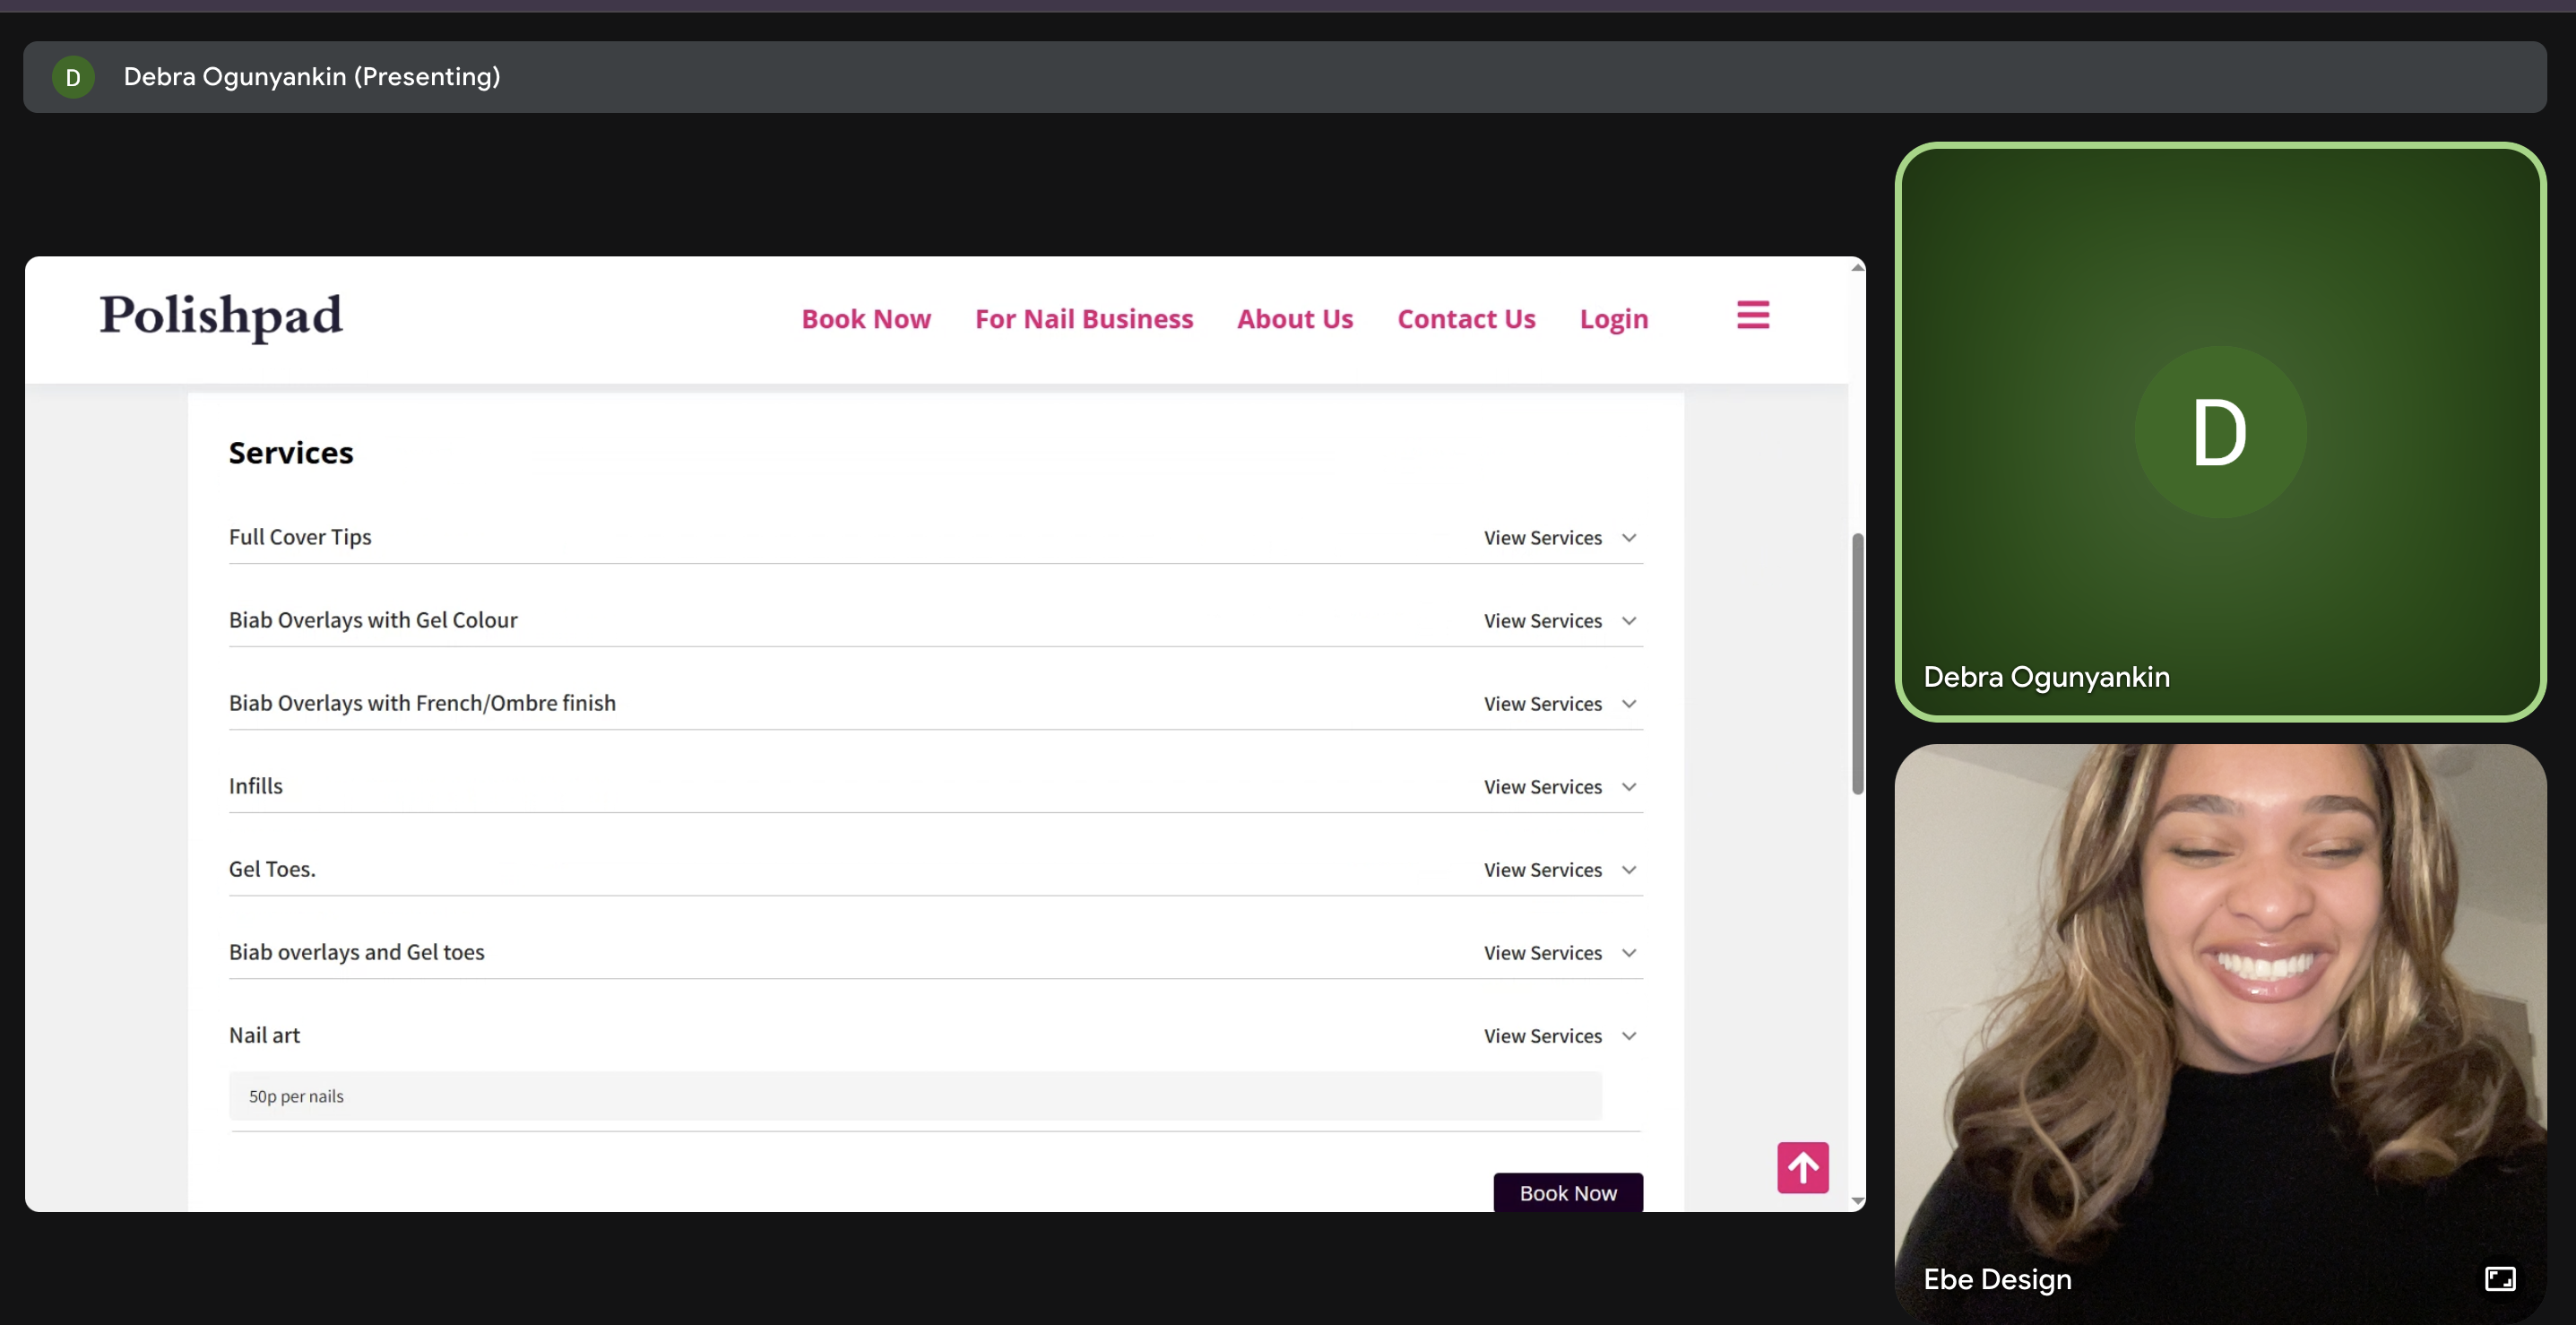 D Debra Ogunyankin (Presenting)
Polishpad
Book Now For Nail Business About Us Contact Us Login
Services
Full Cover Tips View Services
Biab Overlays with Gel Colour View Services
Biab Overlays with French/Ombre finish View Services
Infills View Services
Gel Toes. View Services
Biab overlays and Gel toes View Services
Nail art View Services
50p per nails
Book Now
D
Debra Ogunyankin
Ebe Design